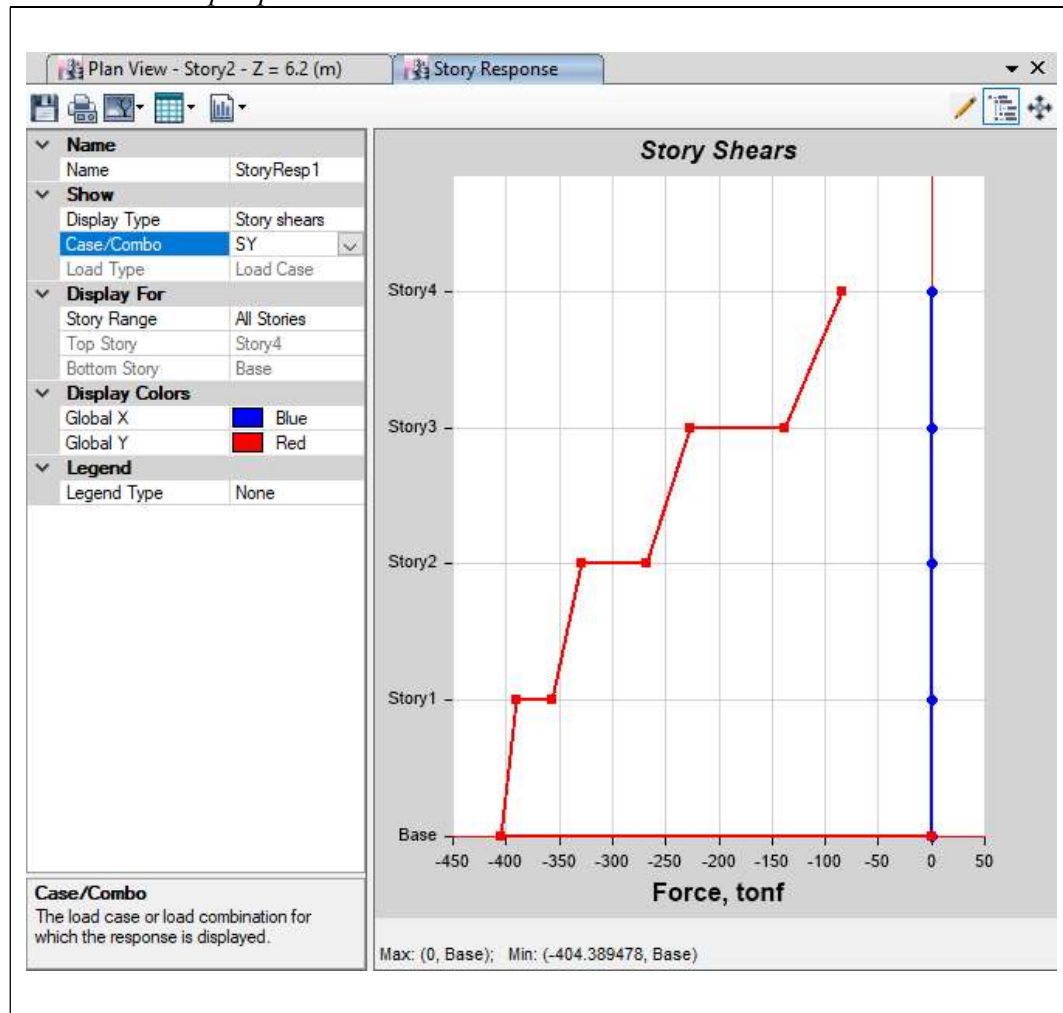 Plan View - Story2 - Z = 6.2 (m)
Story Response
Name
Name StoryResp1
Show
Display Type Story shears
Case/Combo SY
Load Type Load Case
Display For
Story Range All Stories
Top Story Story4
Bottom Story Base
Display Colors
Global X Blue
Global Y Red
Legend
Legend Type None
Case/Combo
The load case or load combination for
which the response is displayed.
Story Shears
Story4
Story3
Story2
Story1
Base
-450 -400 -350 -300 -250 -200 -150 -100 -50 0 50
Force, tonf
Max: (0, Base); Min: (-404.389478, Base)